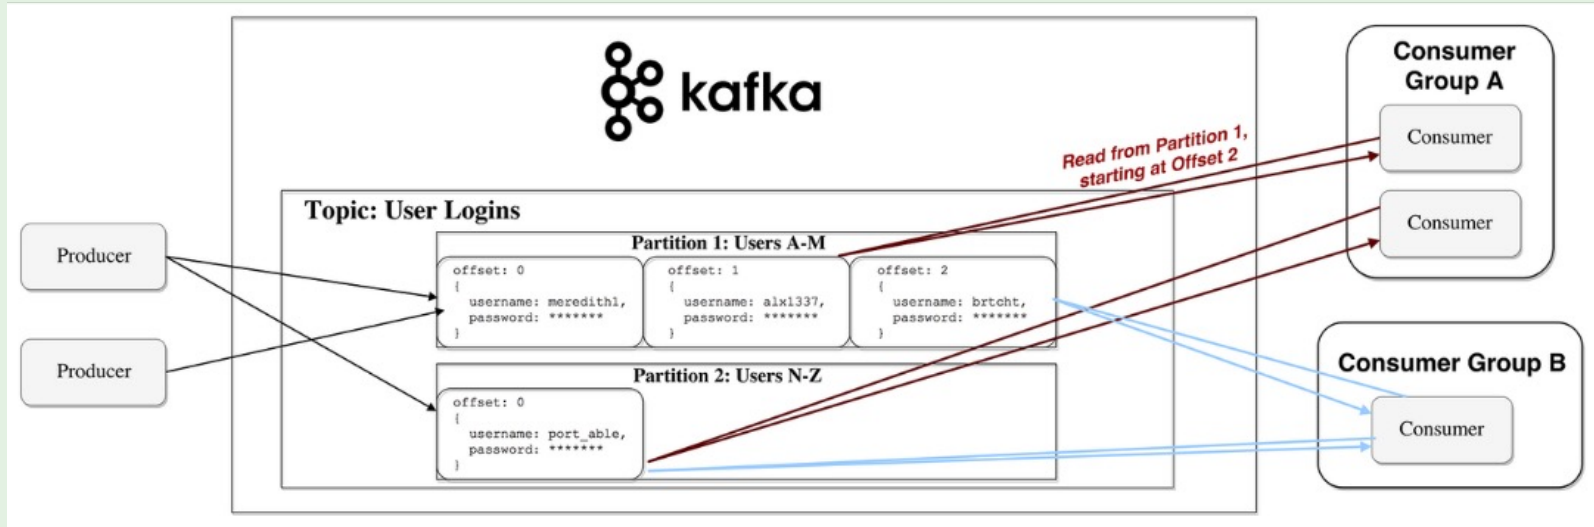 kafka
Topic: User Logins
Producer
Producer
Partition 1: Users A-M
offset: 0
{
username: meredith1,
password: *******
}
offset: 1
{
username: alx1337,
password: *******
}
offset: 2
{
username: brtcht,
password: *******
}
Partition 2: Users N-Z
offset: 0
{
username: port_able,
password: *******
}
Read from Partition 1,
starting at Offset 2
Consumer
Group A
Consumer
Consumer
Consumer Group B
Consumer